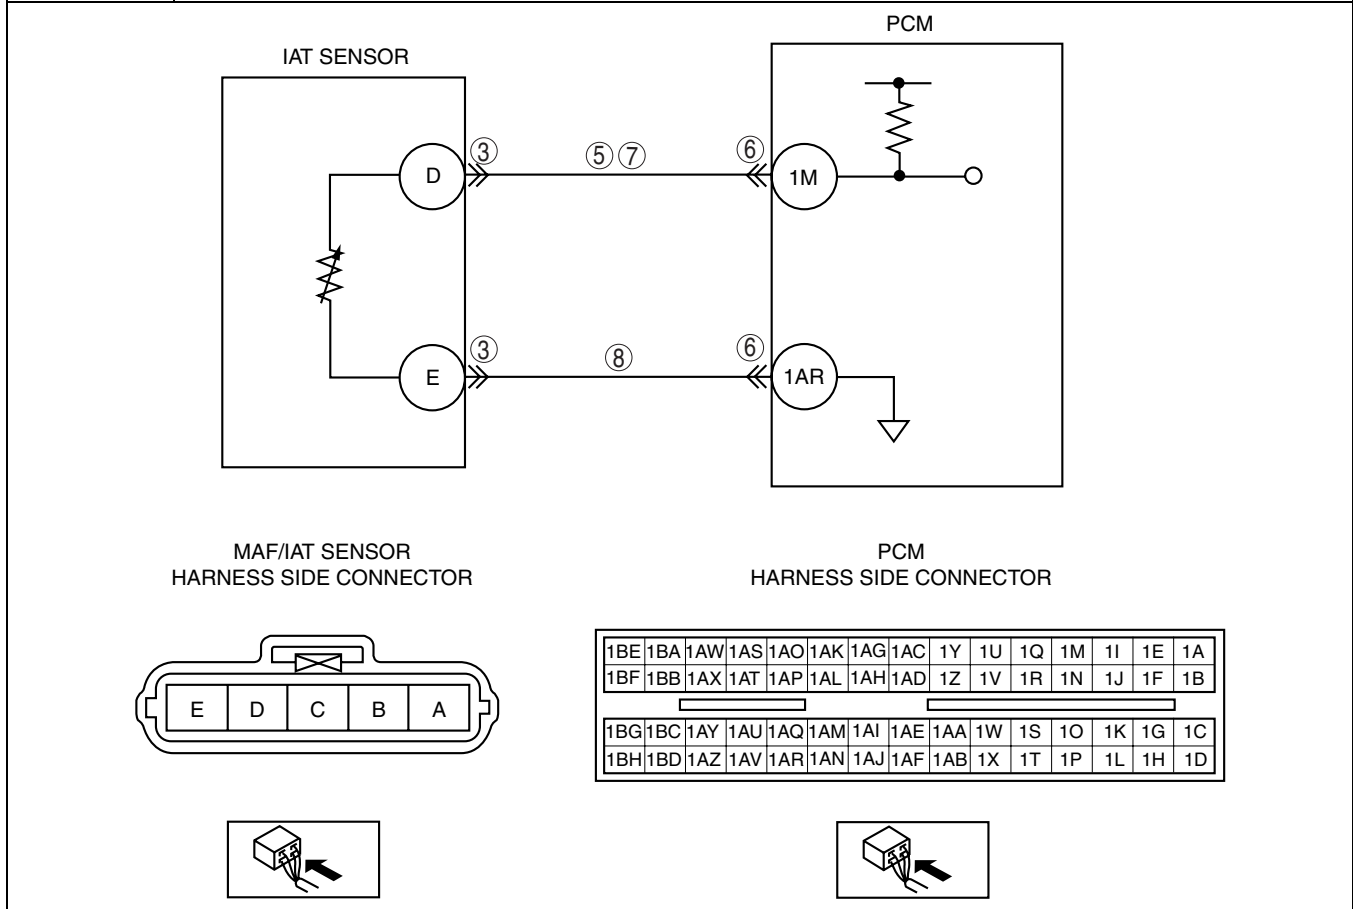 PCM
IAT SENSOR
③ ⑤⑦ ⑥
D 1M
③ ⑧ ⑥
E 1AR
MAF/IAT SENSOR
HARNESS SIDE CONNECTOR
PCM
HARNESS SIDE CONNECTOR
E D C B A
1BE 1BA 1AW 1AS 1AO 1AK 1AG 1AC 1Y 1U 1Q 1M 1I 1E 1A
1BF 1BB 1AX 1AT 1AP 1AL 1AH 1AD 1Z 1V 1R 1N 1J 1F 1B
1BG 1BC 1AY 1AU 1AQ 1AM 1AI 1AE 1AA 1W 1S 1O 1K 1G 1C
1BH 1BD 1AZ 1AV 1AR 1AN 1AJ 1AF 1AB 1X 1T 1P 1L 1H 1D